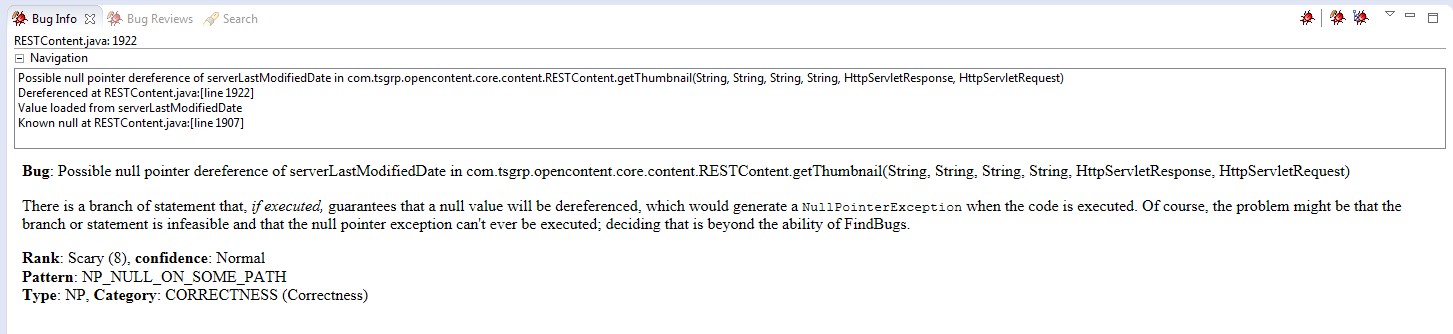 Bug Info Bug Reviews Search
RESTContent.java: 1922
Navigation
Possible null pointer dereference of serverLastModifiedDate in com.tsgrp.opencontent.core.content.RESTContent.getThumbnail(String, String, String, String, HttpServletResponse, HttpServletRequest)
Dereferenced at RESTContent.java:[line 1922]
Value loaded from serverLastModifiedDate
Known null at RESTContent.java:[line 1907]
Bug: Possible null pointer dereference of serverLastModifiedDate in com.tsgrp.opencontent.core.content.RESTContent.getThumbnail(String, String, String, String, HttpServletResponse, HttpServletRequest)
There is a branch of statement that, if executed, guarantees that a null value will be dereferenced, which would generate a NullPointerException when the code is executed. Of course, the problem might be that the
branch or statement is infeasible and that the null pointer exception can't ever be executed; deciding that is beyond the ability of FindBugs.
Rank: Scary (8), confidence: Normal
Pattern: NP_NULL_ON_SOME_PATH
Type: NP, Category: CORRECTNESS (Correctness)